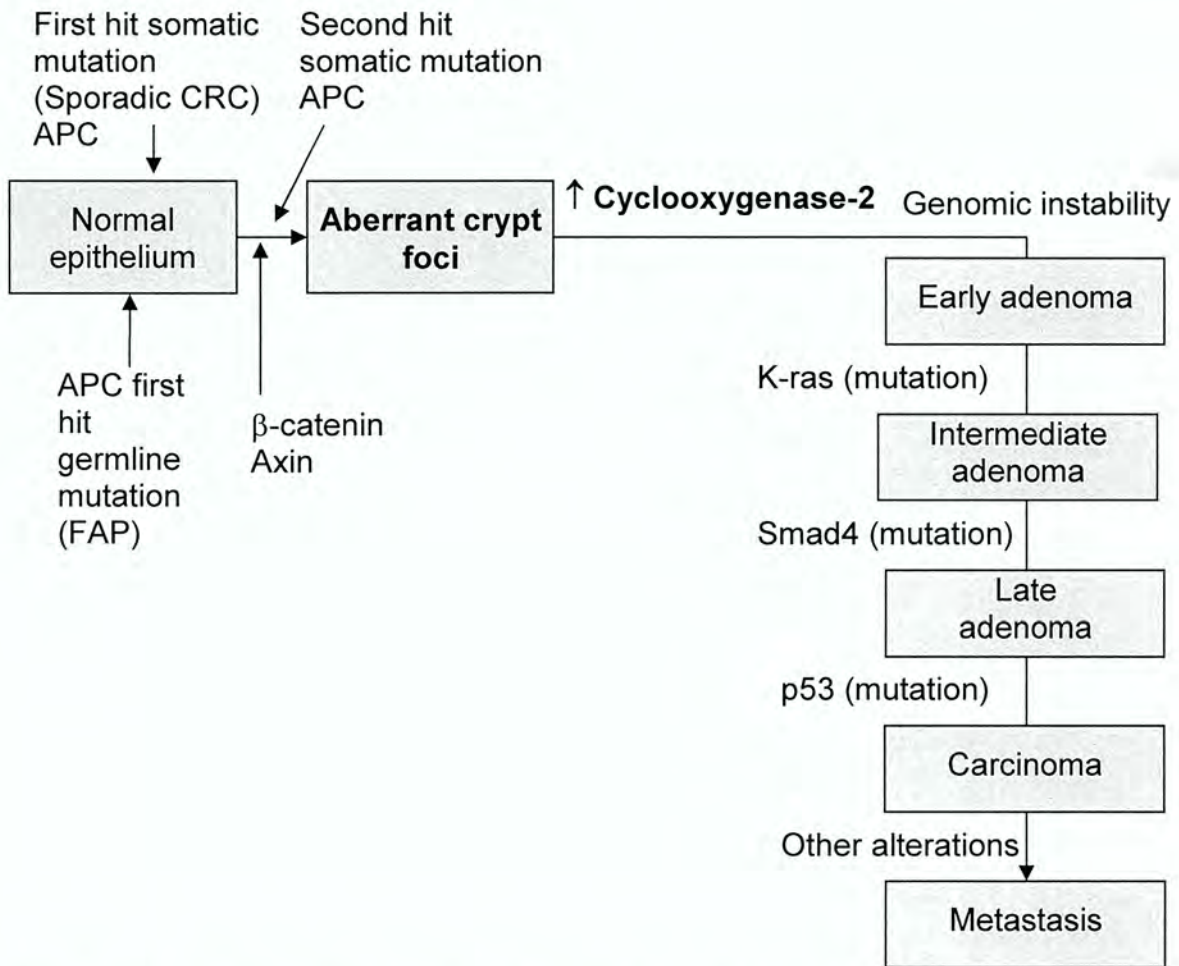 First hit somatic
mutation
(Sporadic CRC)
APC
Second hit
somatic mutation
APC
Normal
epithelium
Aberrant crypt
foci
↑ Cyclooxygenase-2
Genomic instability
APC first
hit
germline
mutation
(FAP)
β-catenin
Axin
Early adenoma
K-ras (mutation)
Intermediate
adenoma
Smad4 (mutation)
Late
adenoma
p53 (mutation)
Carcinoma
Other alterations
Metastasis